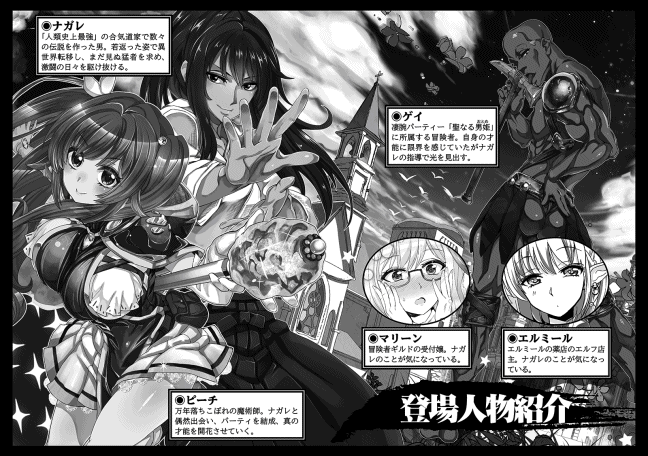 ◉ナガレ
「人類史上最強」の合気道家で数々
の伝説を作った男。若返った姿で異
世界転移し、まだ見ぬ猛者を求め、
激闘の日々を駆け抜ける。
◉ゲイ
凄腕パーティー「聖なる男姫」
に所属する冒険者。自身の才
能に限界を感じていたがナガ
レの指導で光を見出す。
◉マリーン
冒険者ギルドの受付嬢。ナガ
レのことが気になっている。
◉エルミール
エルミールの薬店のエルフ店
主。ナガレのことが気になっ
ている。
◉ピーチ
万年落ちこぼれの魔術師。ナガレと
偶然出会い、パーティを結成、真の
才能を開花させていく。
登場人物紹介